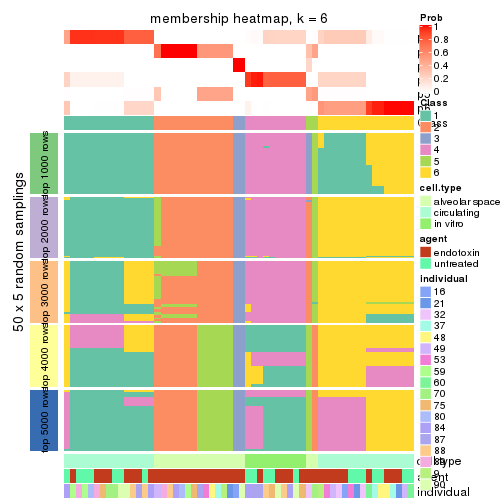 membership heatmap, k = 6
50 x 5 random samplings
top 1000 rows
top 2000 rows
top 3000 rows
top 4000 rows
top 5000 rows
Class
cell.type
agent
individual
Prob
1
0.8
0.6
0.4
0.2
0
Class
1
2
3
4
5
6
cell.type
alveolar space
circulating
in vitro
agent
endotoxin
untreated
individual
16
21
32
37
48
49
53
59
60
70
75
80
84
87
88
90